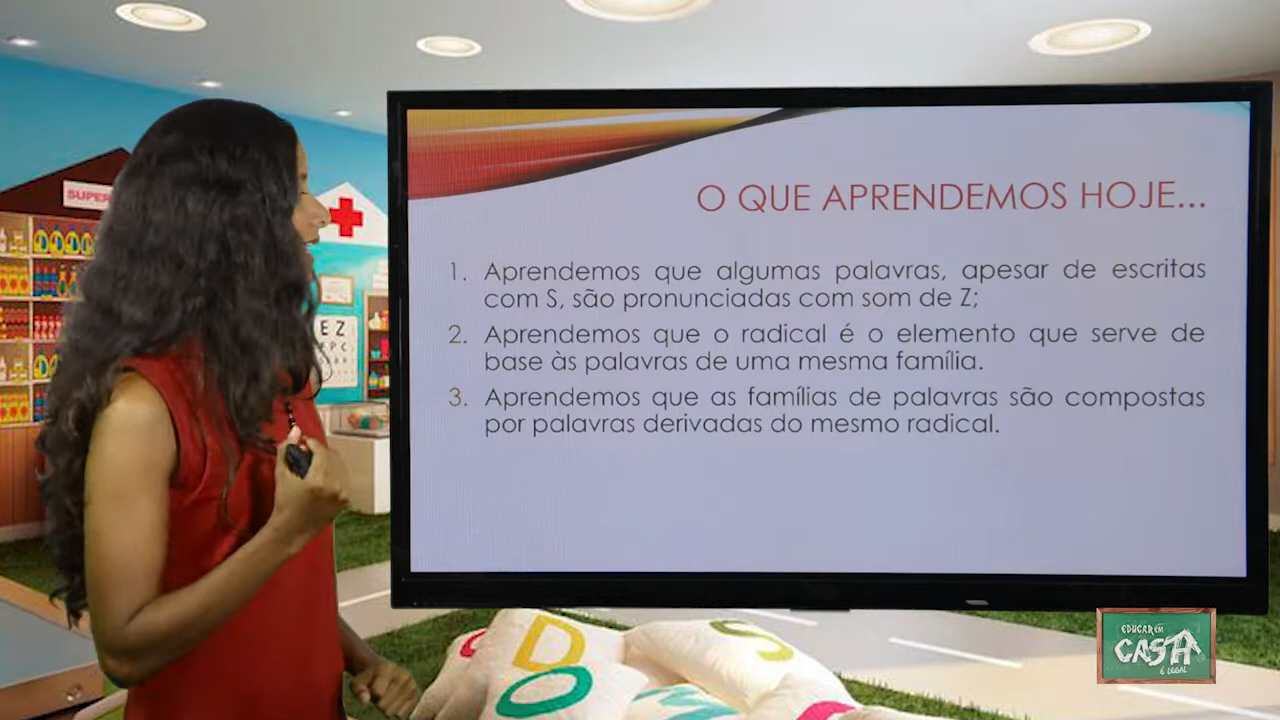 SUPER
O QUE APRENDEMOS HOJE...
1. Aprendemos que algumas palavras, apesar de escritas
com S, são pronunciadas com som de Z;
2. Aprendemos que o radical é o elemento que serve de
base às palavras de uma mesma família.
3. Aprendemos que as famílias de palavras são compostas
por palavras derivadas do mesmo radical.
E Z
D
O
S
EDUCAR EM
CASA
É LEGAL